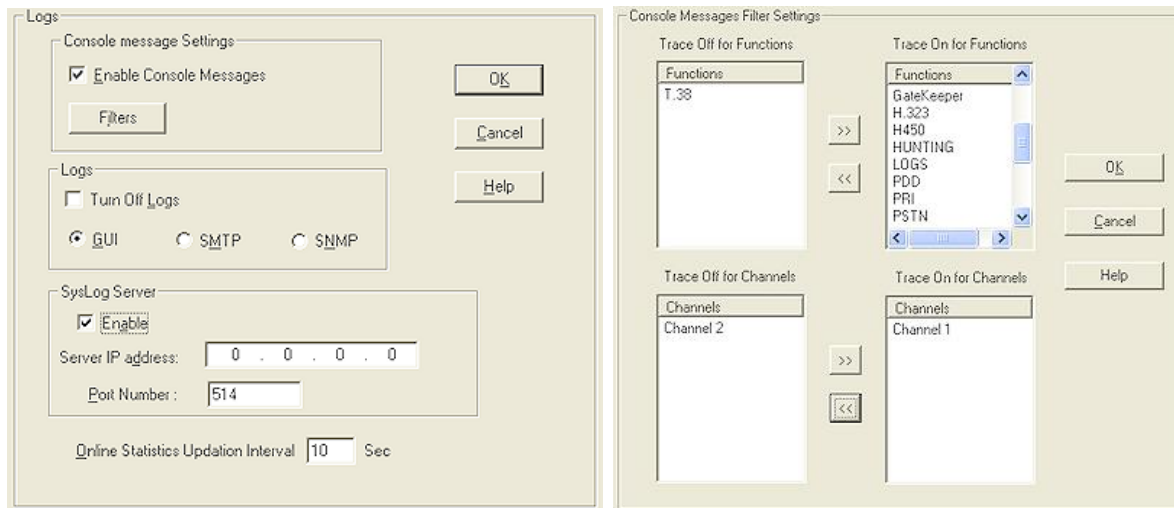 Logs
Console message Settings
Enable Console Messages
Filters
OK
Cancel
Help
Logs
Turn Off Logs
GUI SMTP SNMP
SysLog Server
Enable
Server IP address: 0 . 0 . 0 . 0
Port Number : 514
Online Statistics Updation Interval 10 Sec
Console Messages Filter Settings
Trace Off for Functions
Functions
T.38
>>
<<
Trace On for Functions
Functions
GateKeeper
H.323
H450
HUNTING
LOGS
PDD
PRI
PSTN
OK
Cancel
Help
Trace Off for Channels
Channels
Channel 2
>>
<<
Trace On for Channels
Channels
Channel 1